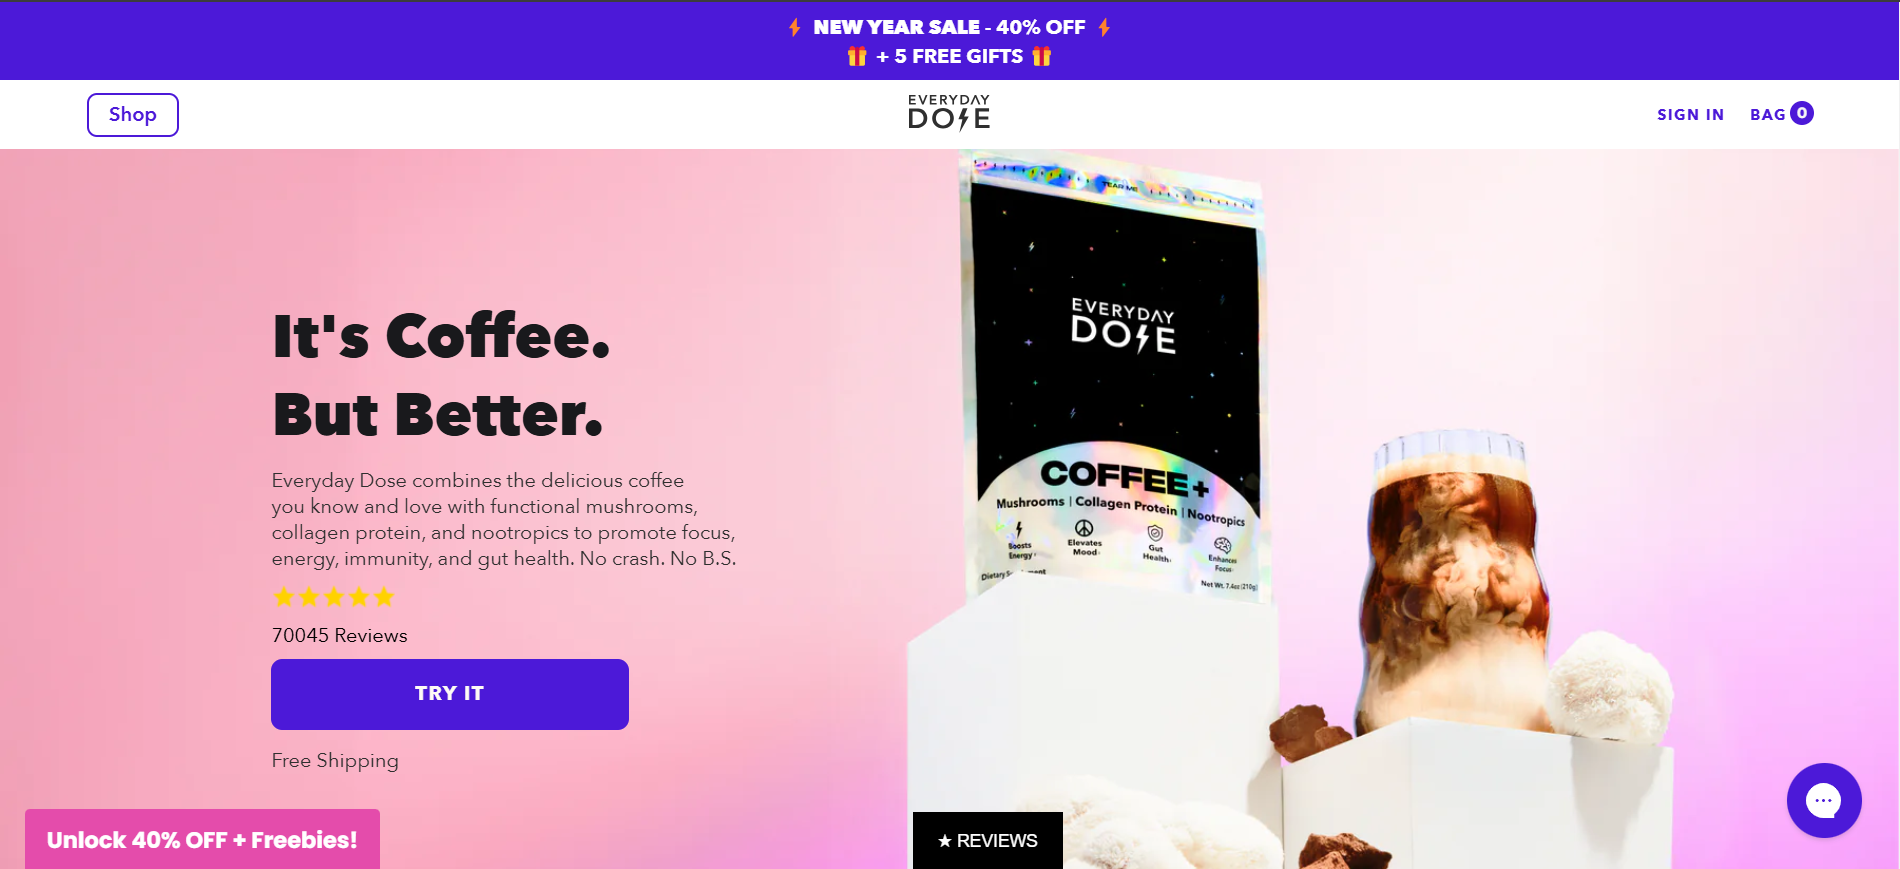 NEW YEAR SALE - 40% OFF
+ 5 FREE GIFTS
Shop
EVERYDAY
DOSE
SIGN IN BAG 0
TEAR ME
EVERYDAY
DOSE
COFFEE+
Mushrooms | Collagen Protein | Nootropics
Boosts
Energy
Elevates
Mood
Gut
Health
Enhances
Focus
Dietary
Net Wt. 7.4oz (210g)
It's Coffee.
But Better.
Everyday Dose combines the delicious coffee
you know and love with functional mushrooms,
collagen protein, and nootropics to promote focus,
energy, immunity, and gut health. No crash. No B.S.
70045 Reviews
TRY IT
Free Shipping
Unlock 40% OFF + Freebies!
★ REVIEWS